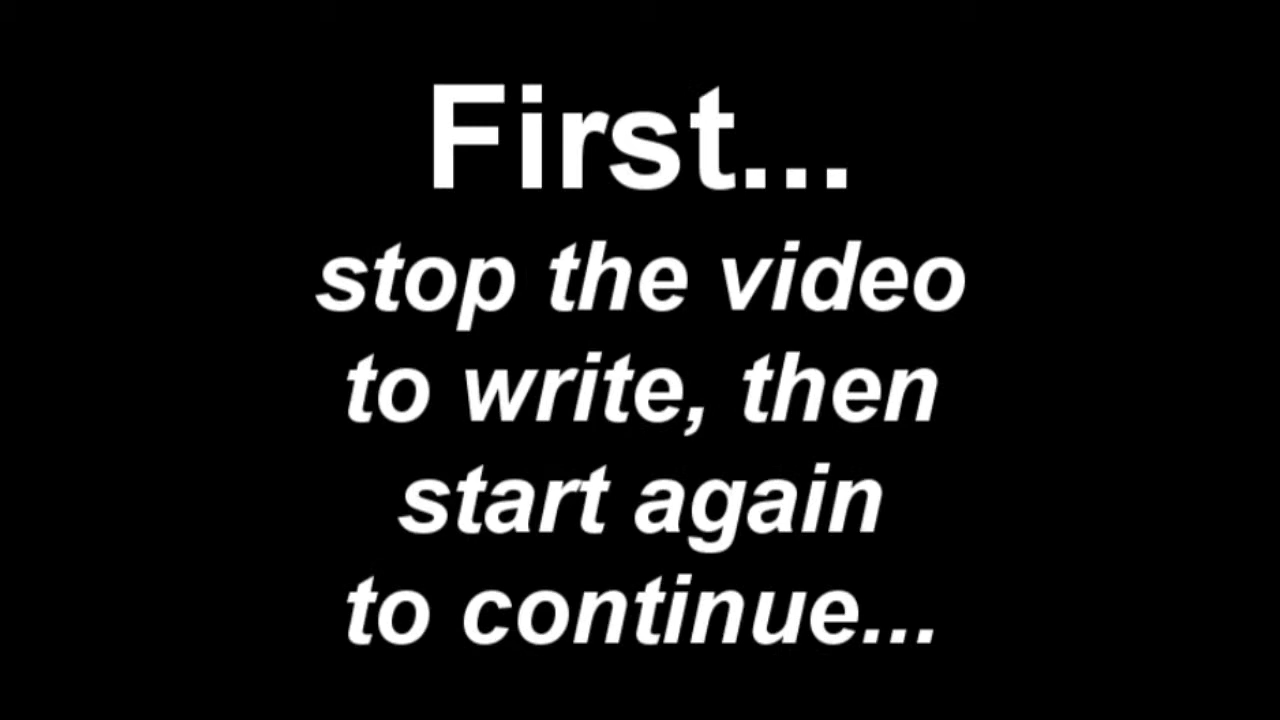 First...
stop the video
to write, then
start again
to continue...